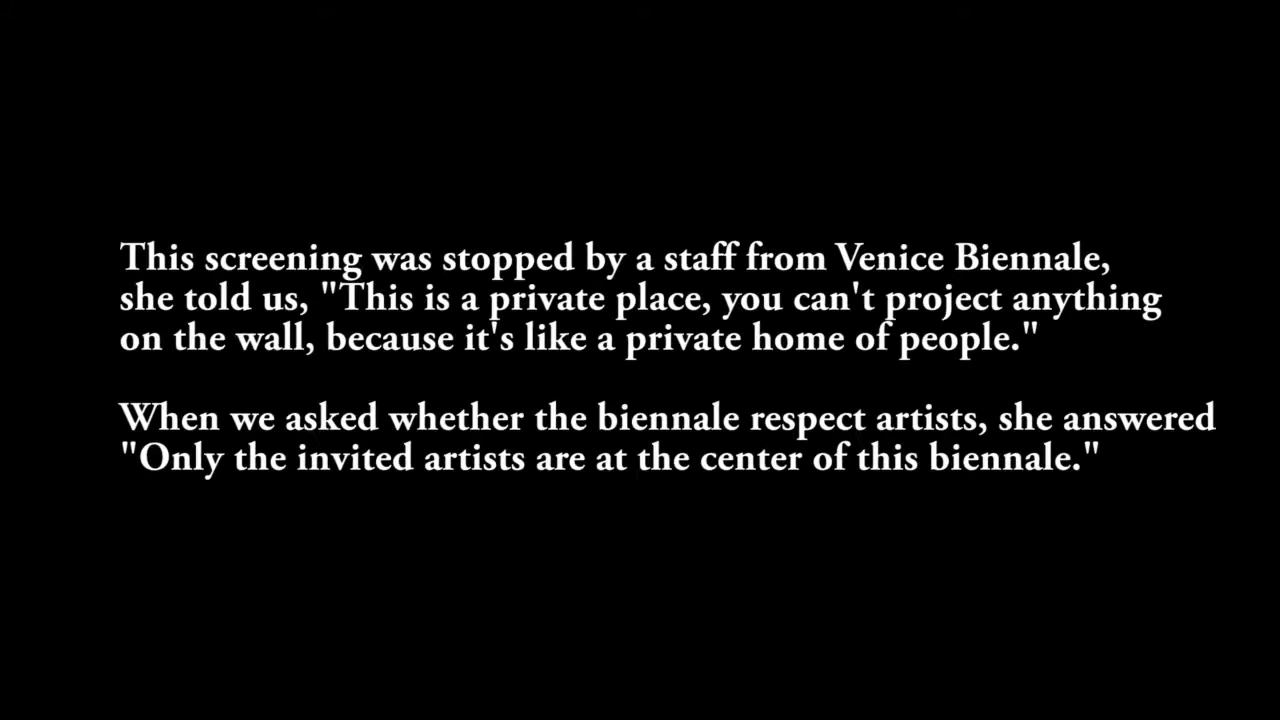 This screening was stopped by a staff from Venice Biennale,
she told us, "This is a private place, you can't project anything
on the wall, because it's like a private home of people."
When we asked whether the biennale respect artists, she answered
"Only the invited artists are at the center of this biennale."